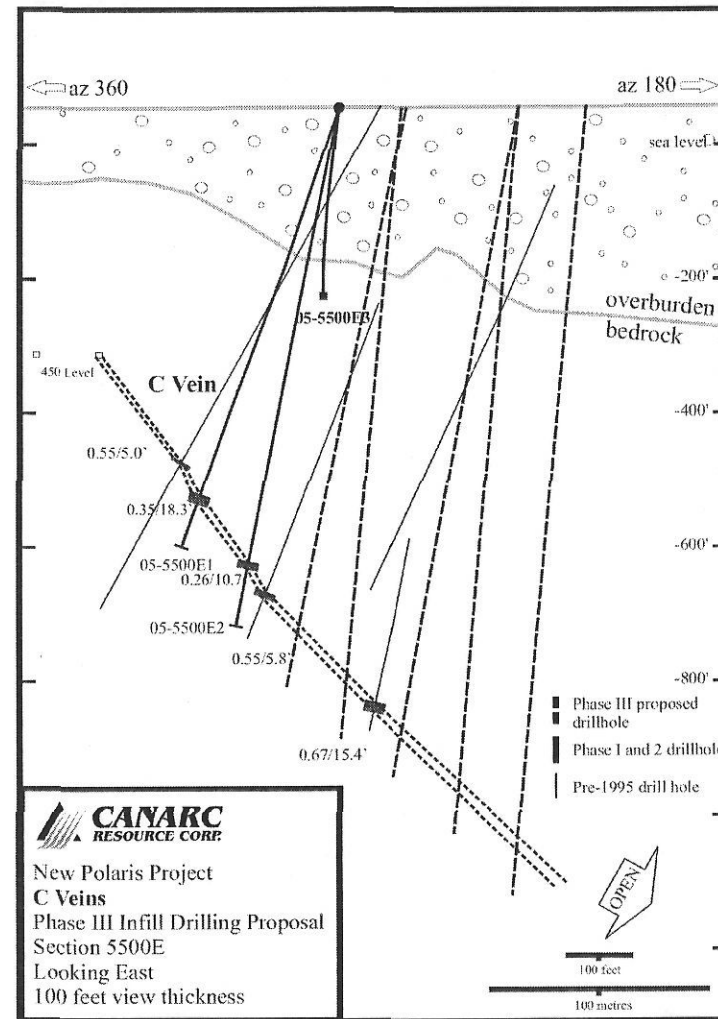 az 360
az 180
sea level
-200'
overburden
bedrock
05-5500E3
450 Level
C Vein
-400'
0.55/5.0`
0.35/18.3`
-600'
05-5500E1
0.26/10.7`
05-5500E2
0.55/5.8`
-800'
Phase III proposed
drillhole
0.67/15.4`
Phase I and 2 drillhole
Pre-1995 drill hole
CANARC
RESOURCE CORP.
New Polaris Project
C Veins
Phase III Infill Drilling Proposal
Section 5500E
Looking East
100 feet view thickness
OPEN
100 feet
100 metres